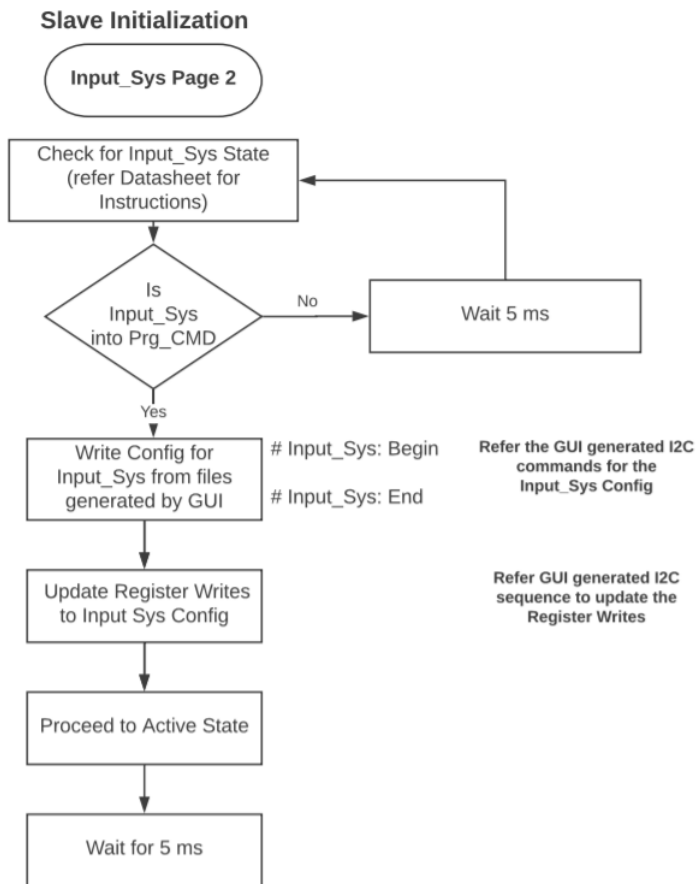 Slave Initialization
Input_Sys Page 2
Check for Input_Sys State
(refer Datasheet for
Instructions)
Is
Input_Sys
into Prg_CMD
No
Wait 5 ms
Yes
Write Config for
Input_Sys from files
generated by GUI
# Input_Sys: Begin
# Input_Sys: End
Refer the GUI generated I2C
commands for the
Input_Sys Config
Update Register Writes
to Input Sys Config
Refer GUI generated I2C
sequence to update the
Register Writes
Proceed to Active State
Wait for 5 ms